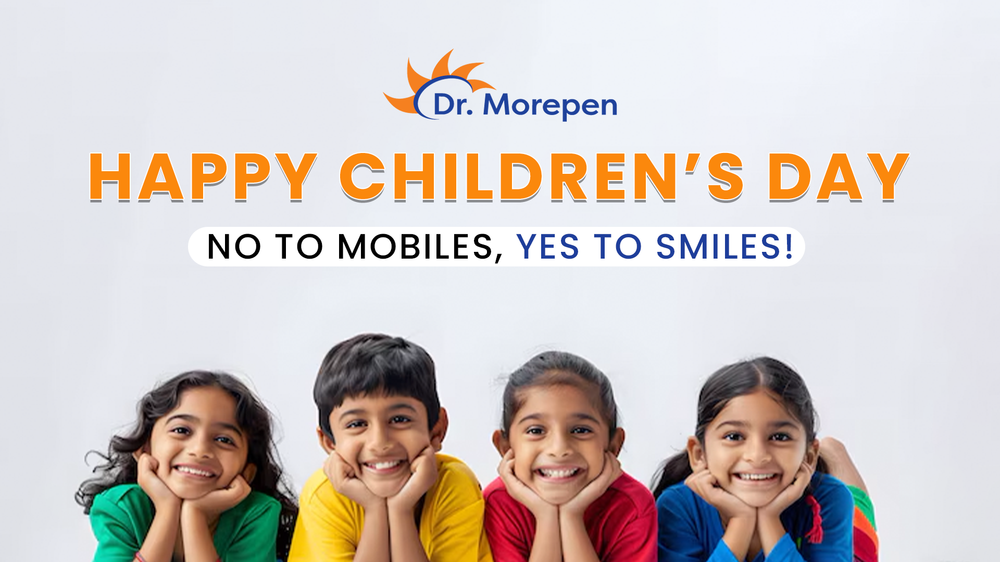 Dr. Morepen
HAPPY CHILDREN’S DAY
NO TO MOBILES, YES TO SMILES!